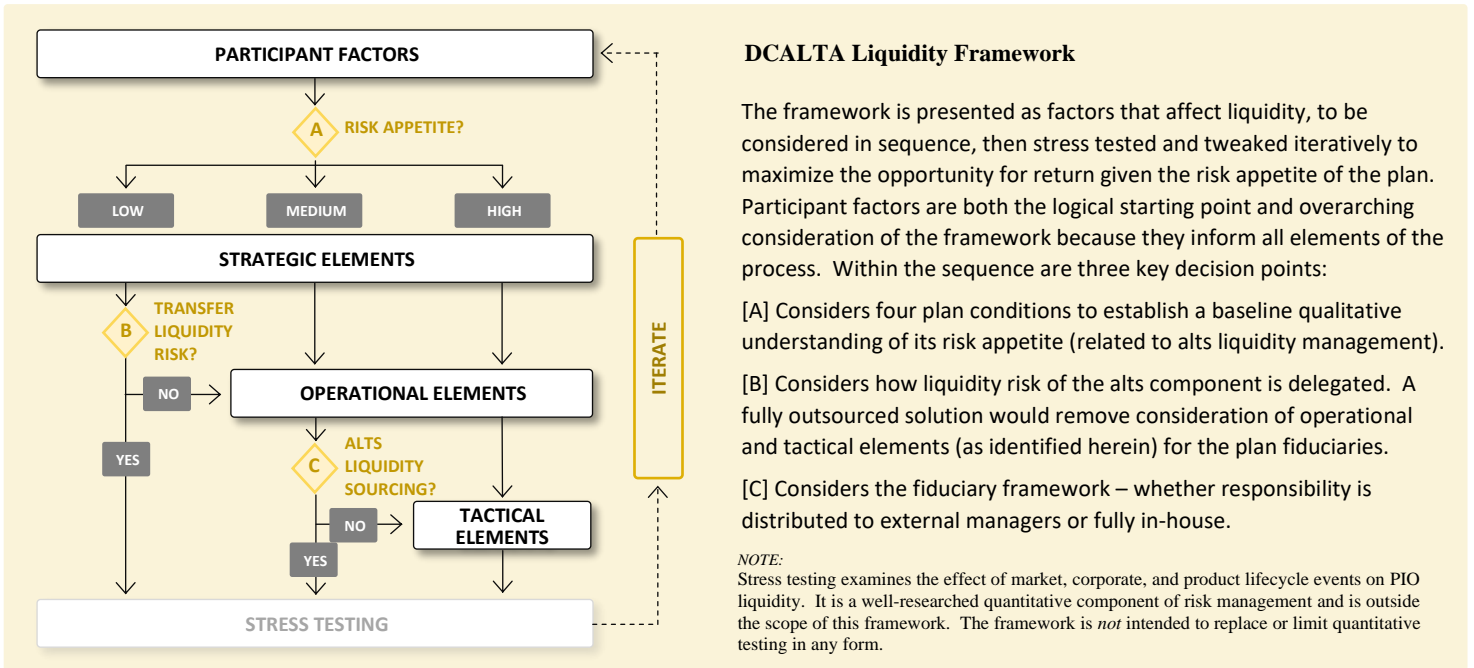 PARTICIPANT FACTORS
A
RISK APPETITE?
LOW
MEDIUM
HIGH
STRATEGIC ELEMENTS
B
TRANSFER
LIQUIDITY
RISK?
NO
OPERATIONAL ELEMENTS
YES
C
ALTS
LIQUIDITY
SOURCING?
NO
TACTICAL
ELEMENTS
YES
STRESS TESTING
ITERATE
DCALTA Liquidity Framework
The framework is presented as factors that affect liquidity, to be
considered in sequence, then stress tested and tweaked iteratively to
maximize the opportunity for return given the risk appetite of the plan.
Participant factors are both the logical starting point and overarching
consideration of the framework because they inform all elements of the
process.  Within the sequence are three key decision points:
[A] Considers four plan conditions to establish a baseline qualitative
understanding of its risk appetite (related to alts liquidity management).
[B] Considers how liquidity risk of the alts component is delegated.  A
fully outsourced solution would remove consideration of operational
and tactical elements (as identified herein) for the plan fiduciaries.
[C] Considers the fiduciary framework – whether responsibility is
distributed to external managers or fully in-house.
NOTE:
Stress testing examines the effect of market, corporate, and product lifecycle events on PIO
liquidity.  It is a well-researched quantitative component of risk management and is outside
the scope of this framework.  The framework is not intended to replace or limit quantitative
testing in any form.